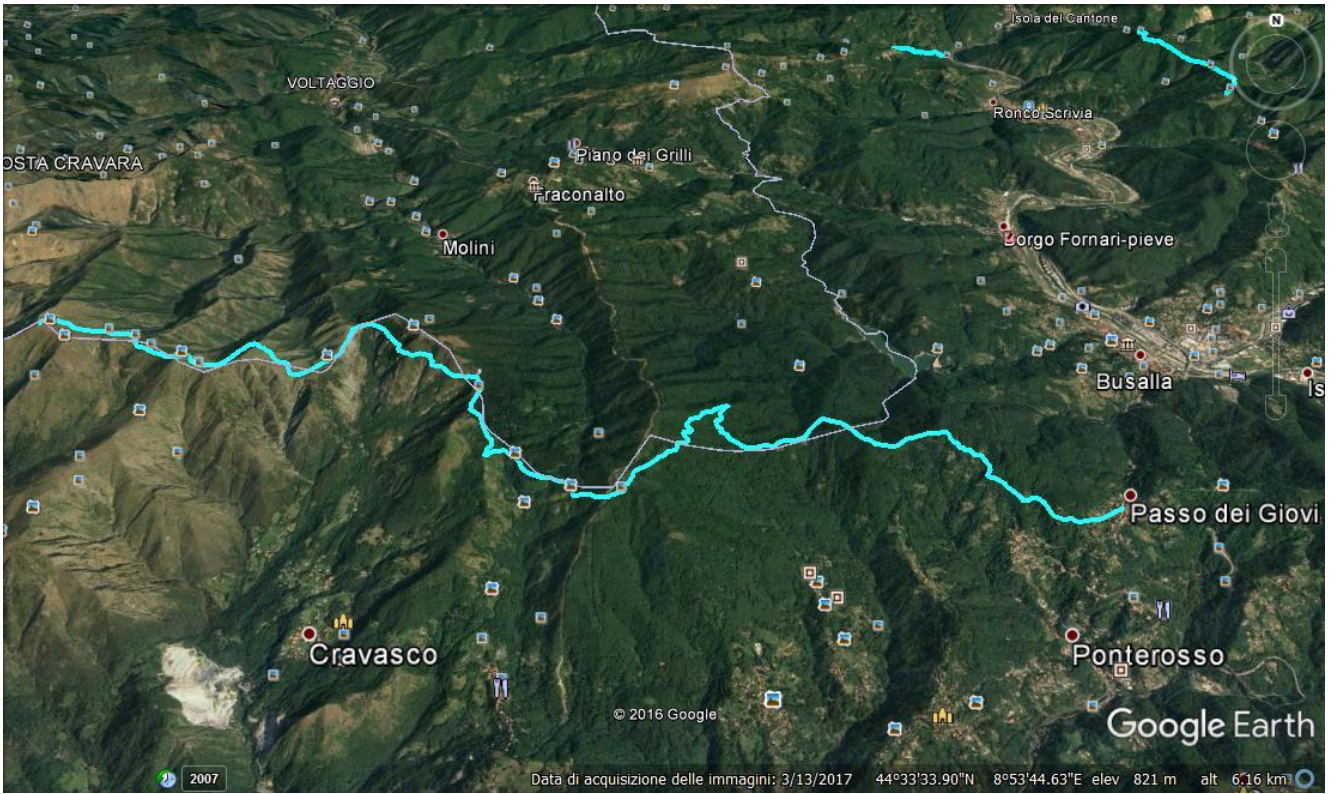 Isola del Cantone
N
VOLTAGGIO
Ronco Scrivia
Piano dei Grilli
OSTA CRAVARA
Fraconalto
Borgo Fornari-pieve
Molini
Busalla
Is
Passo dei Giovi
Cravasco
Ponterosso
© 2016 Google
Google Earth
2007
Data di acquisizione delle immagini: 3/13/2017 44°33'33.90"N 8°53'44.63"E elev 821 m alt 6.16 km